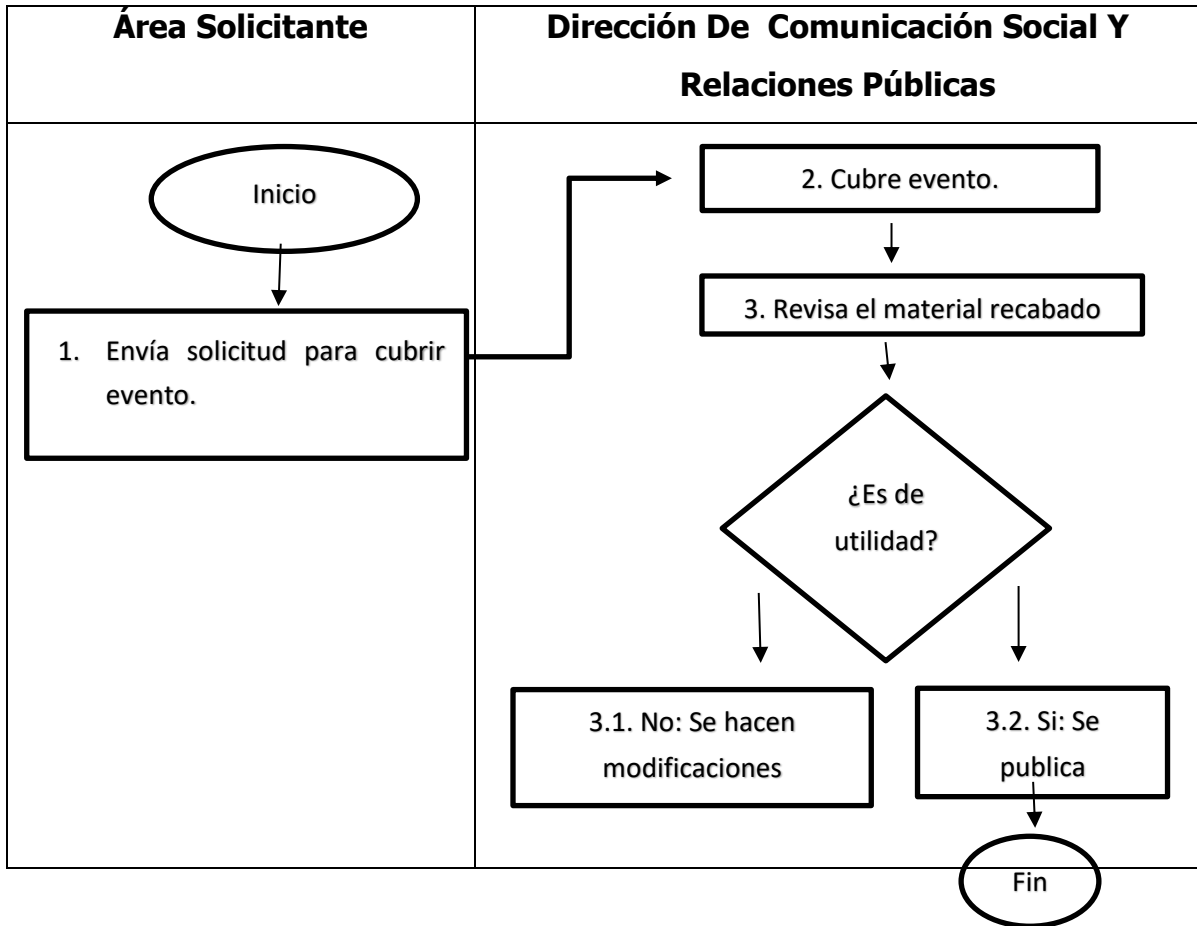 Área Solicitante
Dirección De Comunicación Social Y
Relaciones Públicas
Inicio
1. Envía solicitud para cubrir
evento.
2. Cubre evento.
3. Revisa el material recabado
¿Es de
utilidad?
3.1. No: Se hacen
modificaciones
3.2. Si: Se
publica
Fin